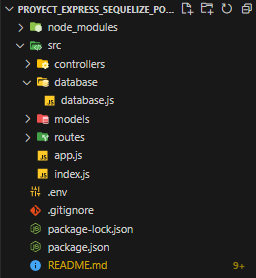 PROYECT_EXPRESS_SEQUELIZE_PO...
node_modules
src
controllers
database
database.js
models
routes
app.js
index.js
.env
.gitignore
package-lock.json
package.json
README.md 9+